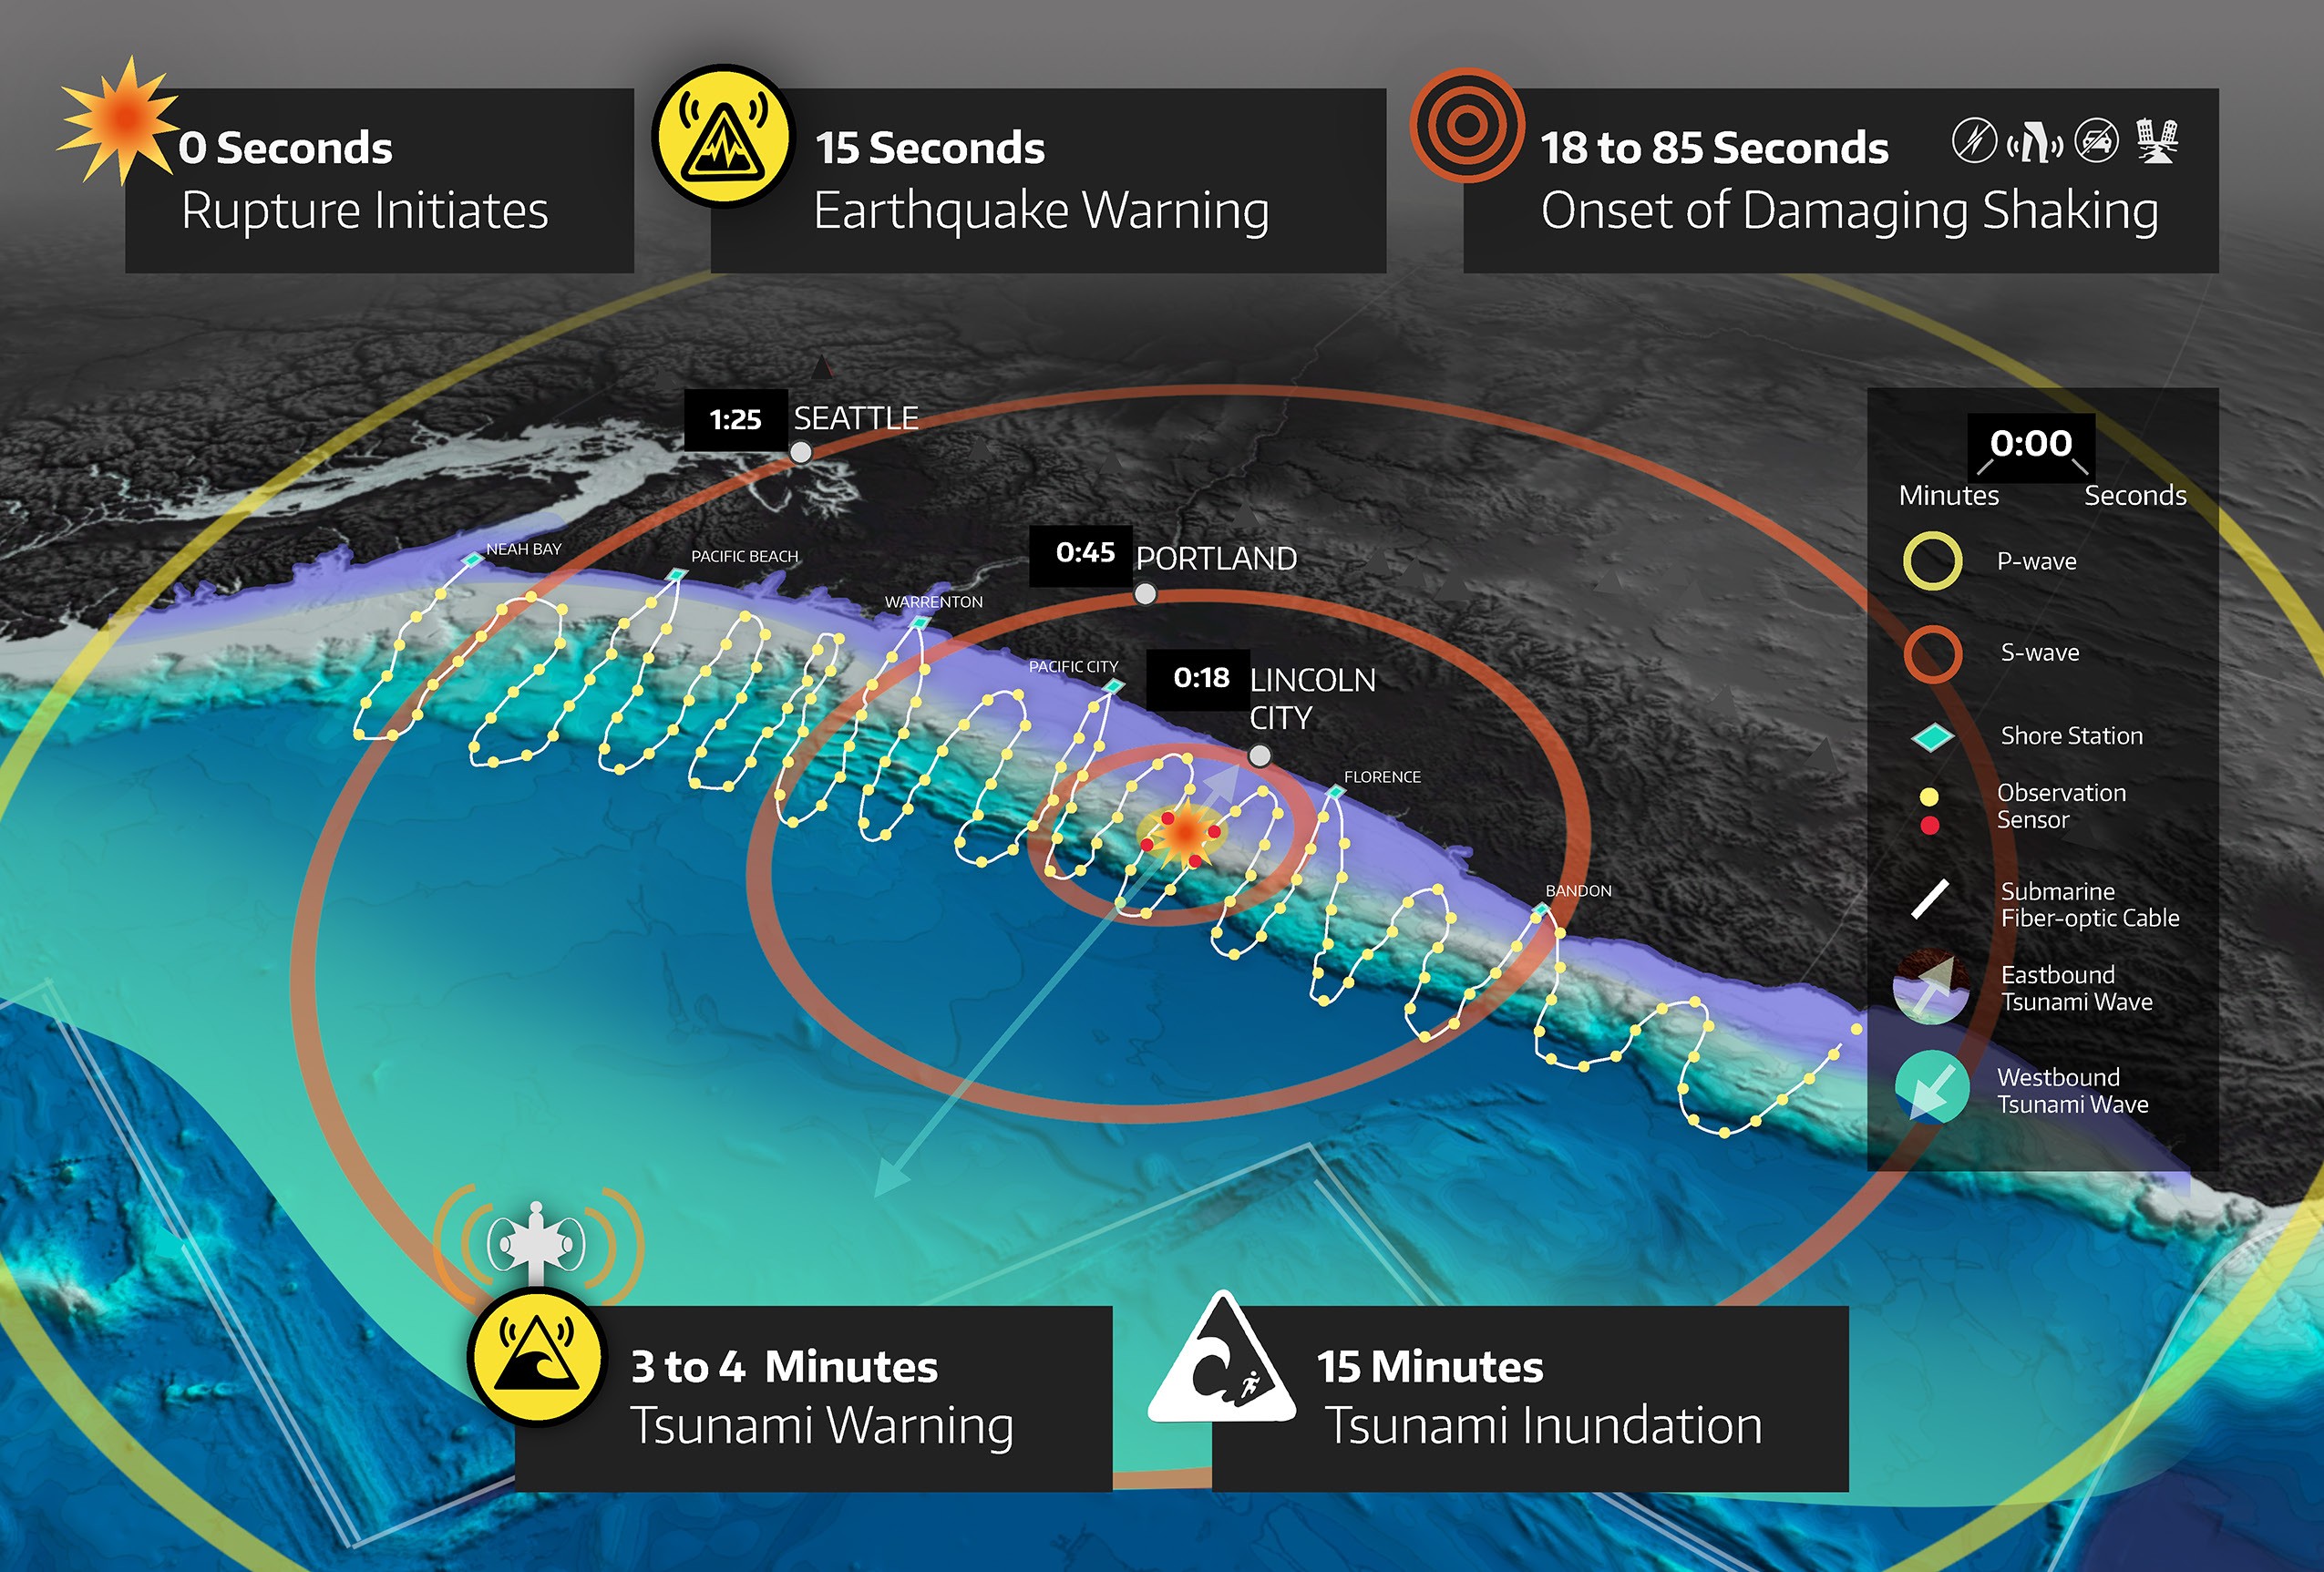 0 Seconds
Rupture Initiates
15 Seconds
Earthquake Warning
18 to 85 Seconds
Onset of Damaging Shaking
1:25 SEATTLE
0:45 PORTLAND
0:18 LINCOLN
CITY
NEAH BAY
PACIFIC BEACH
WARRENTON
PACIFIC CITY
FLORENCE
BANDON
0:00
Minutes Seconds
P-wave
S-wave
Shore Station
Observation
Sensor
Submarine
Fiber-optic Cable
Eastbound
Tsunami Wave
Westbound
Tsunami Wave
3 to 4 Minutes
Tsunami Warning
15 Minutes
Tsunami Inundation